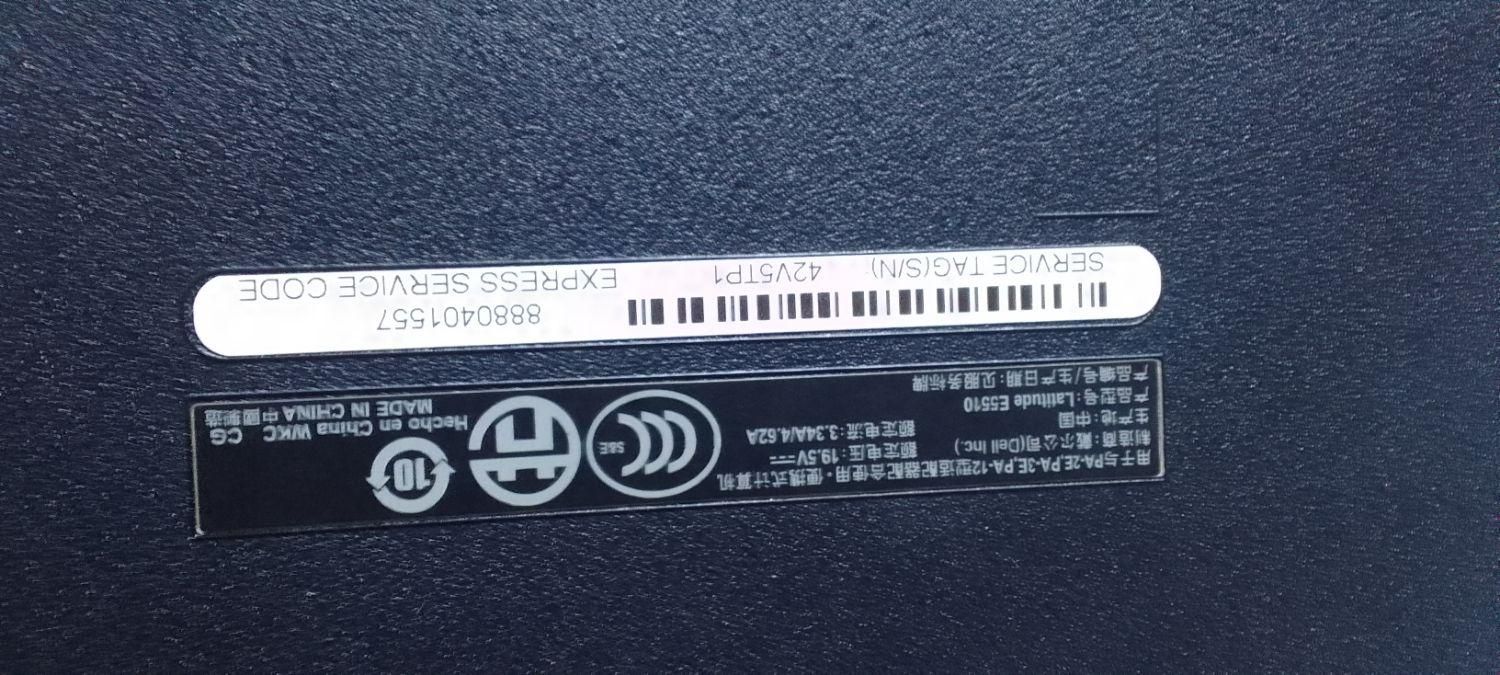 用于与PA-2E,PA-3E,PA-12型适配器配合使用・便携式计算机
制造商：戴尔公司(Dell Inc.) 额定电压：19.5V⎓
生产地：中国 额定电流：3.34A/4.62A
产品型号：Latitude E5510
产品编号/生产日期：见服务标牌
S&E
10
Hecho en China WKC CG
MADE IN CHINA 中國製造
8880401557
SERVICE TAG(S/N): 42V5TP1 EXPRESS SERVICE CODE